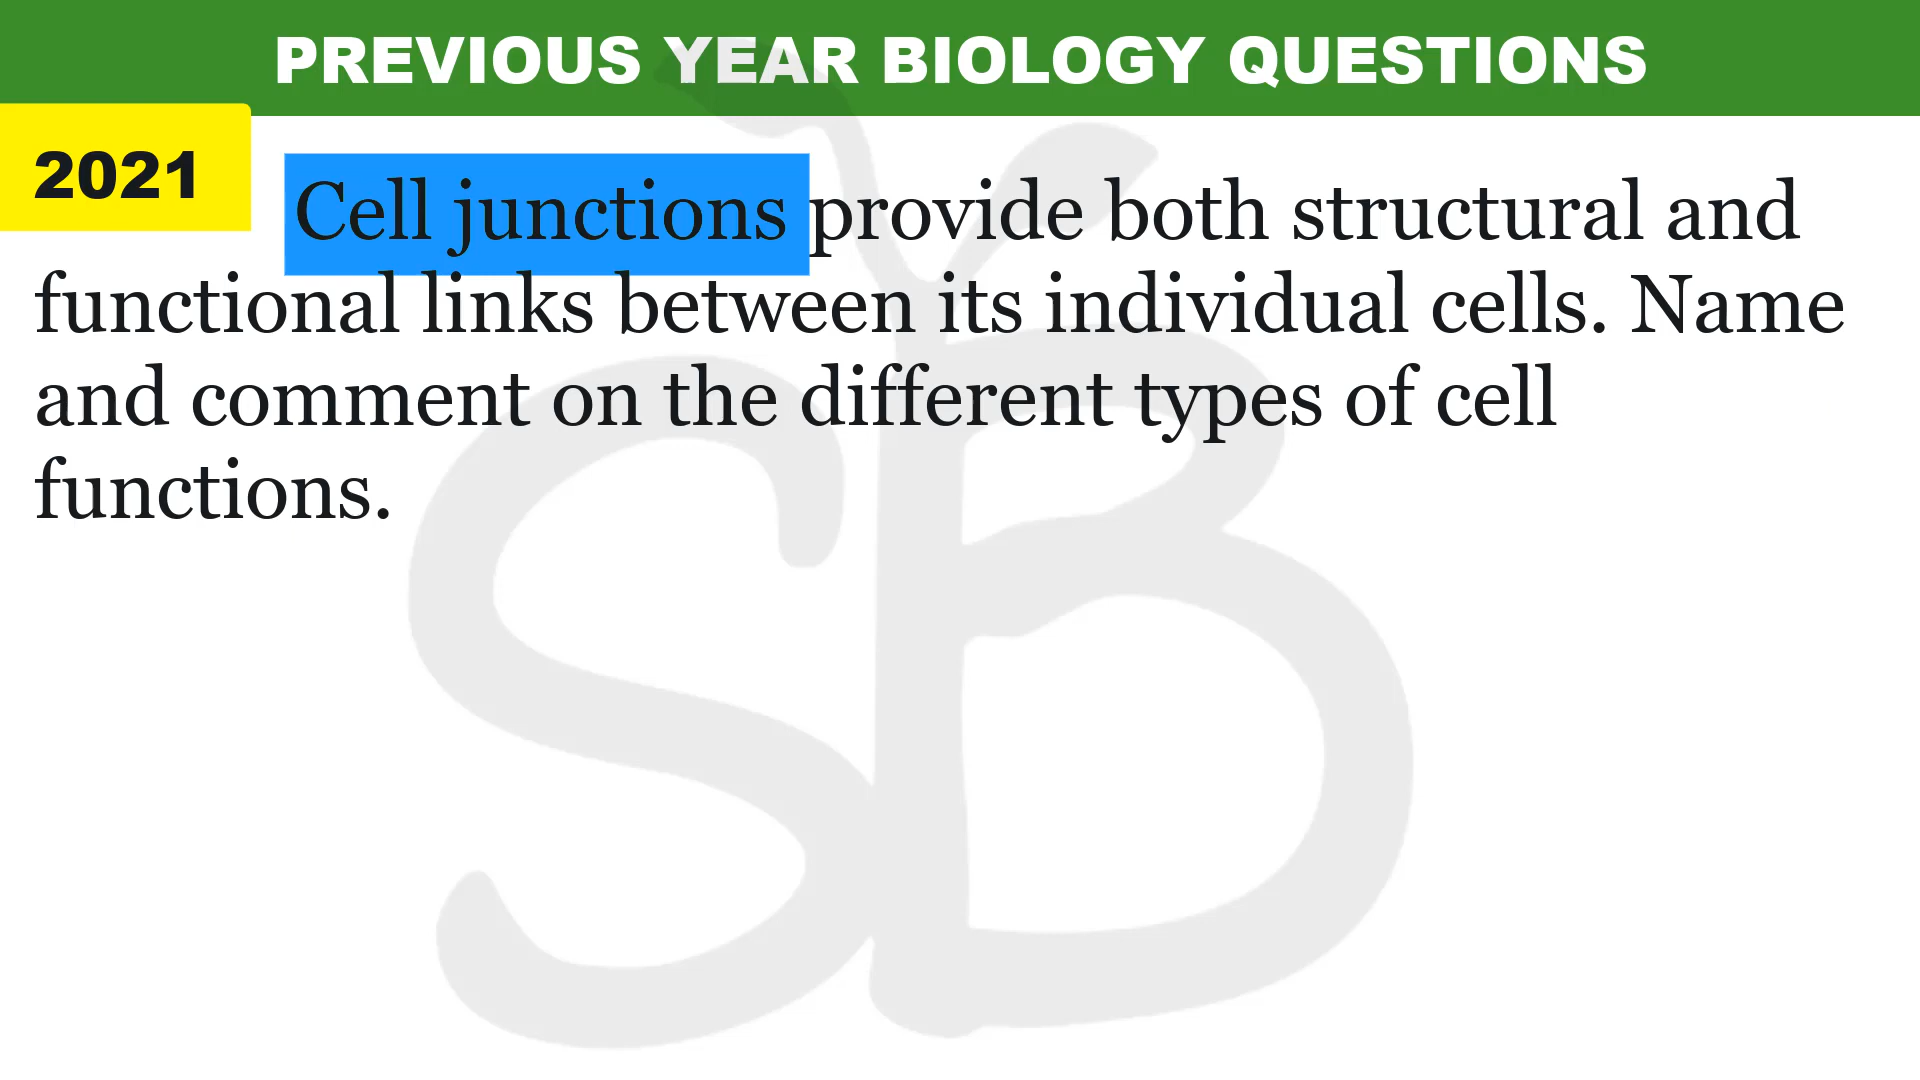 PREVIOUS YEAR BIOLOGY QUESTIONS
2021
Cell junctions provide both structural and
functional links between its individual cells. Name
and comment on the different types of cell
functions.
SB